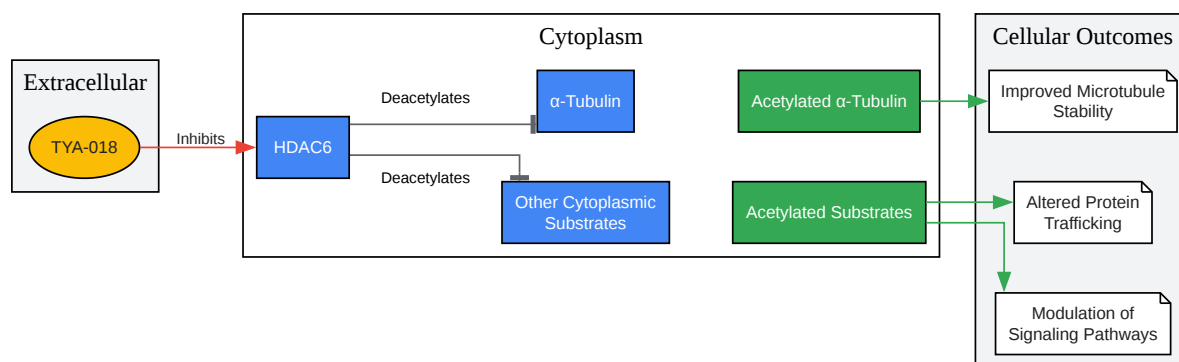 Extracellular
TYA-018
Inhibits
Cytoplasm
HDAC6
Deacetylates
Deacetylates
α-Tubulin
Other Cytoplasmic
Substrates
Acetylated α-Tubulin
Acetylated Substrates
Cellular Outcomes
Improved Microtubule
Stability
Altered Protein
Trafficking
Modulation of
Signaling Pathways